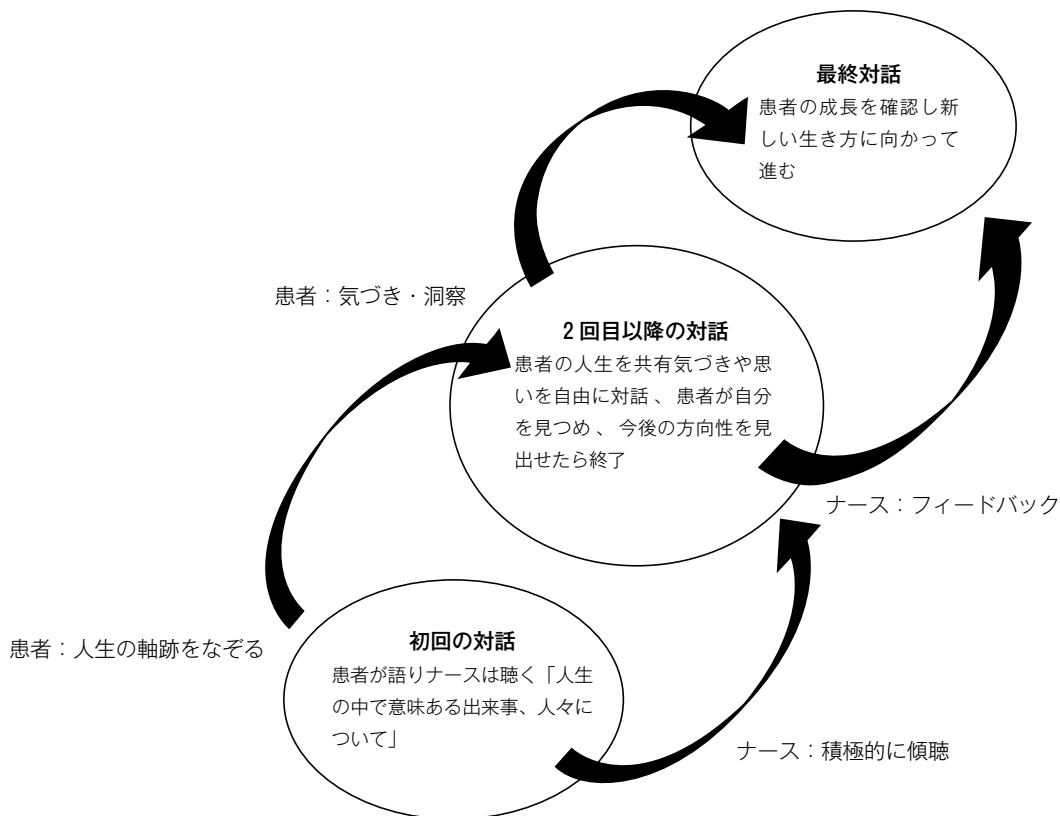 最終対話
患者の成長を確認し新
しい生き方に向かって
進む
患者：気づき・洞察
2 回目以降の対話
患者の人生を共有気づきや思
いを自由に対話 、 患者が自分
を見つめ 、 今後の方向性を見
出せたら終了
ナース：フィードバック
患者：人生の軸跡をなぞる
初回の対話
患者が語りナースは聴く「人生
の中で意味ある出来事、人々に
ついて」
ナース：積極的に傾聴